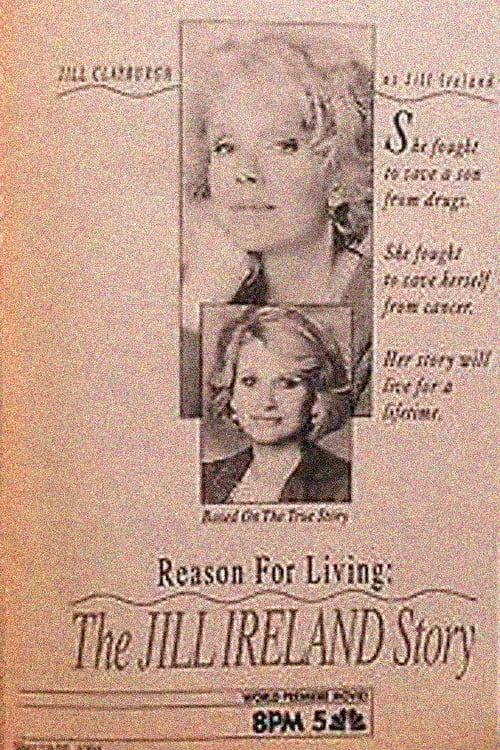 JILL CLAYBURGH
as Jill Ireland
She fought
to save a son
from drugs.
She fought
to save herself
from cancer.
Her story will
live for a
lifetime.
Based On The True Story
Reason For Living:
The JILL IRELAND Story
WORLD PREMIERE MOVIE!
8PM 5